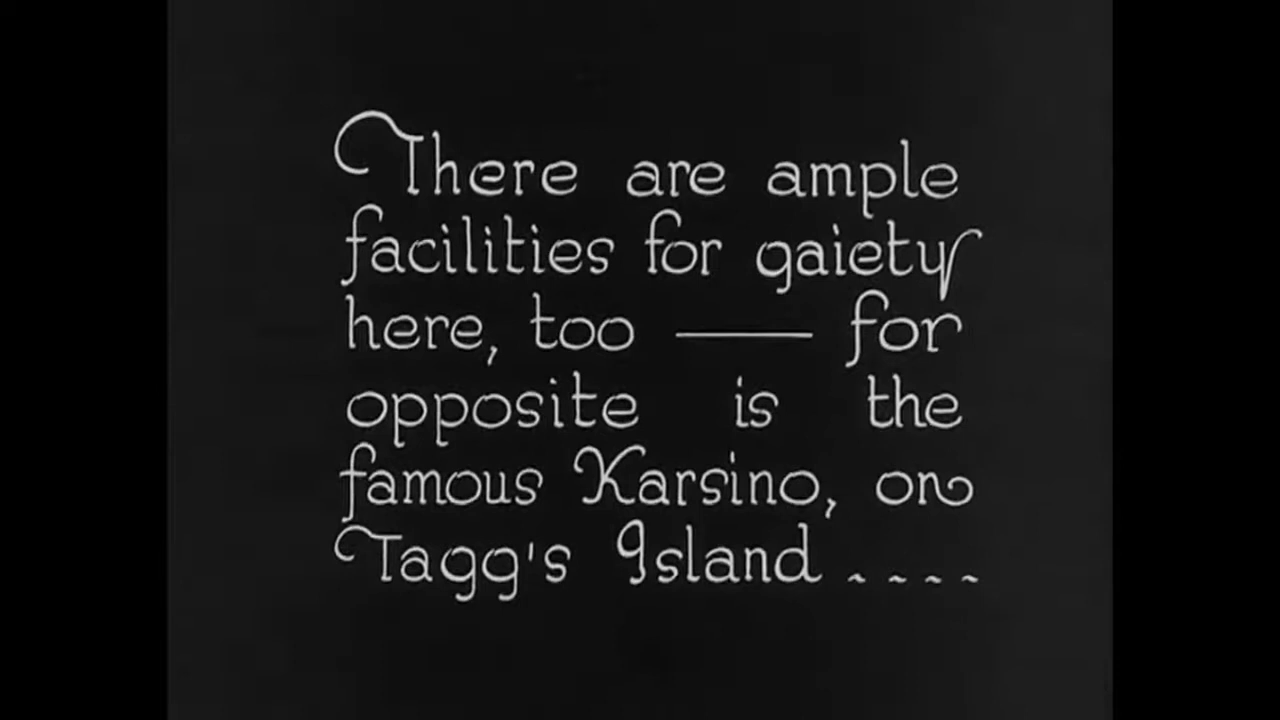 There are ample
facilities for gaiety
here, too —— for
opposite is the
famous Karsino, on
Tagg's Island ....